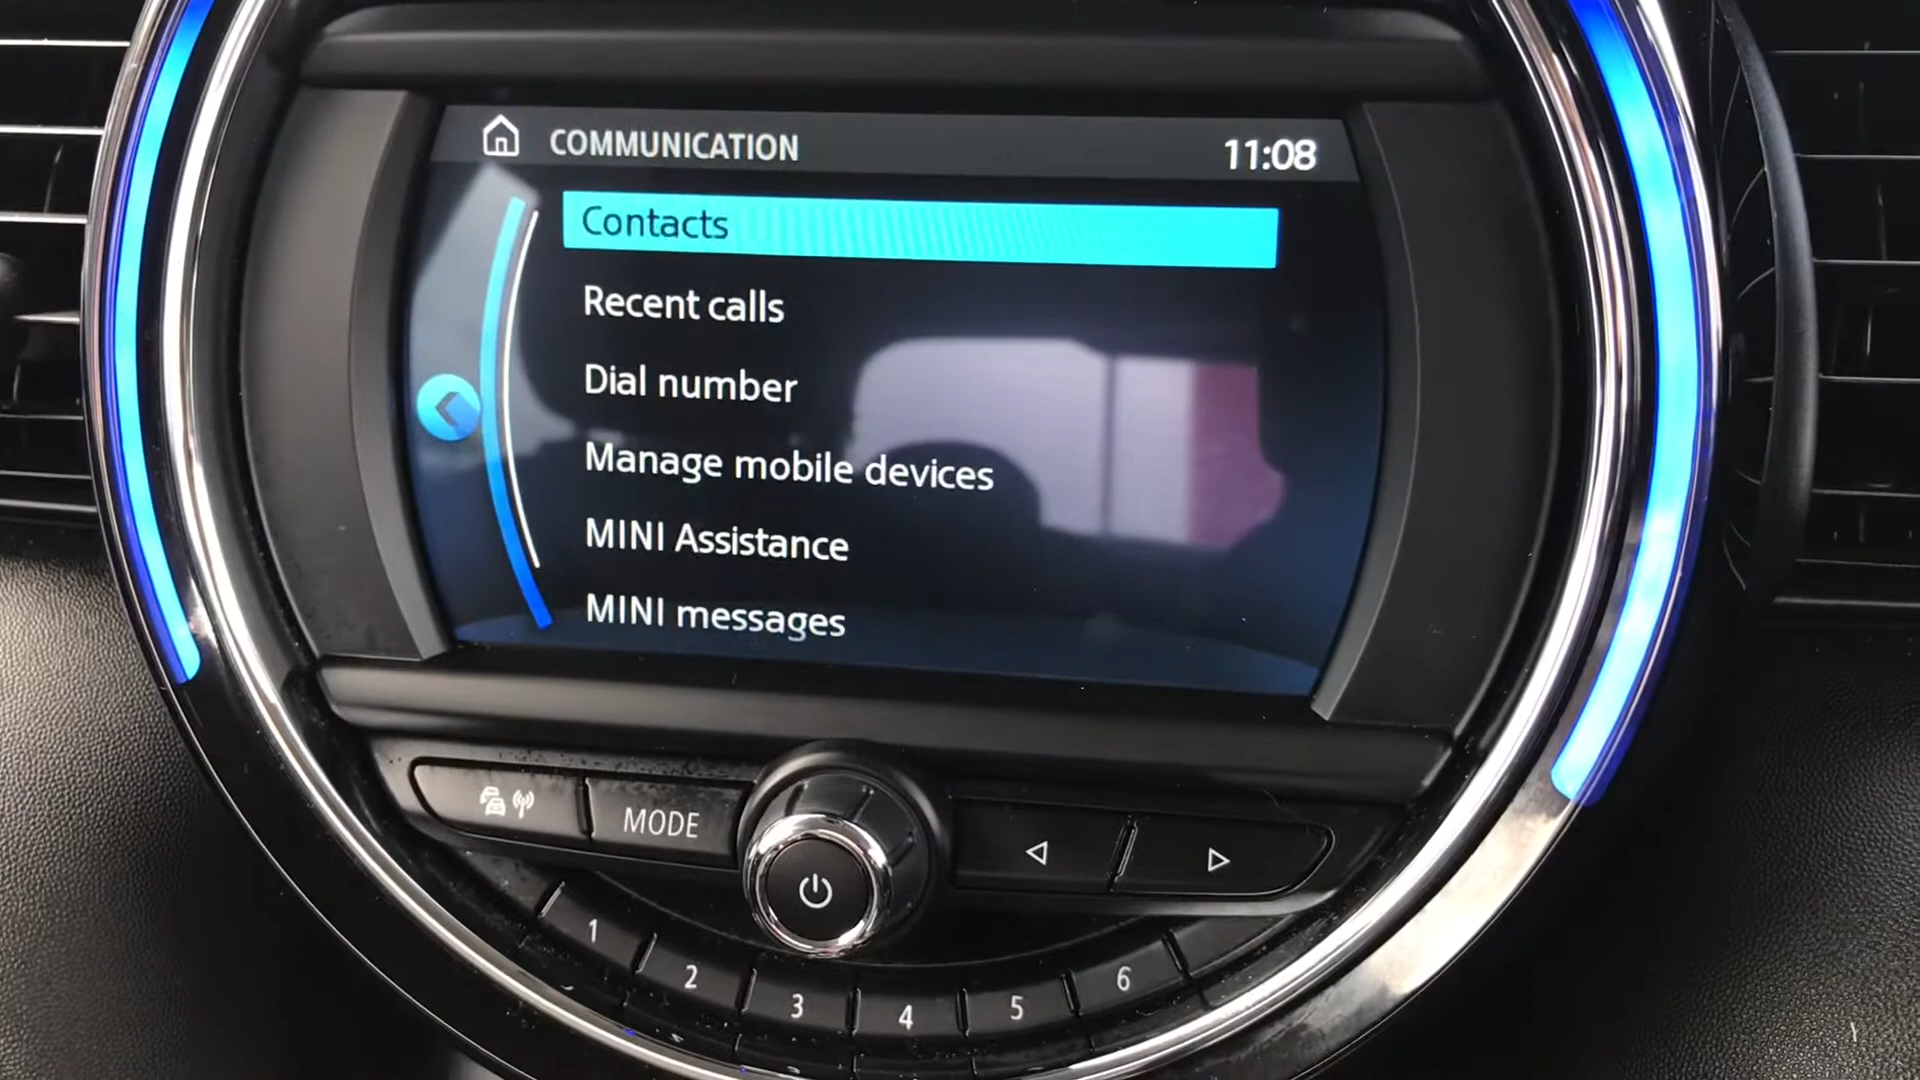 COMMUNICATION 11:08
Contacts
Recent calls
Dial number
Manage mobile devices
MINI Assistance
MINI messages
MODE
1 2 3 4 5 6